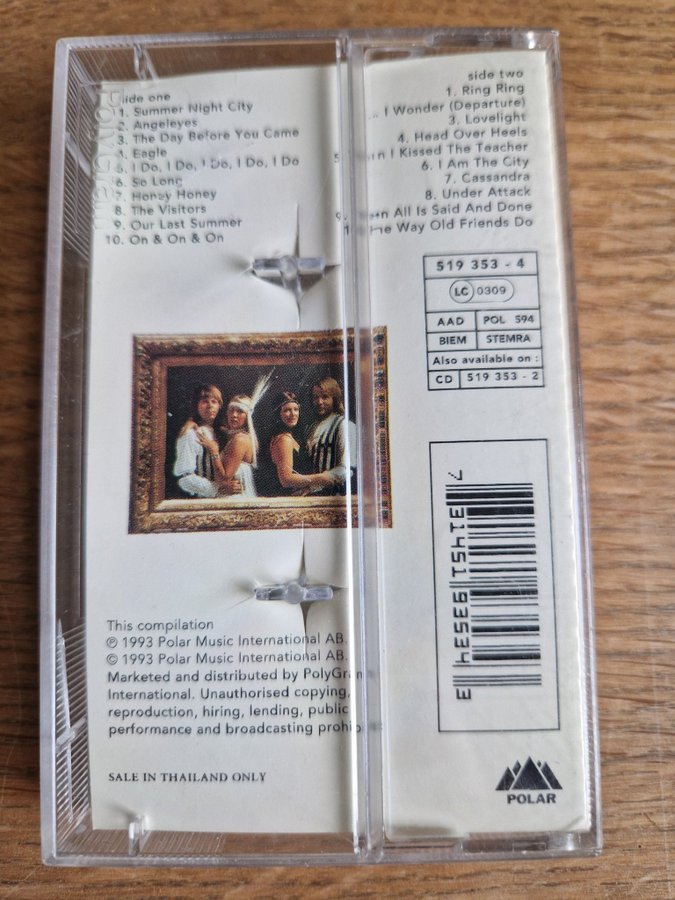 side one
1. Summer Night City
2. Angeleyes
3. The Day Before You Came
4. Eagle
5. I Do, I Do, I Do, I Do, I Do
6. So Long
7. Honey Honey
8. The Visitors
9. Our Last Summer
10. On & On & On
side two
1. Ring Ring
I Wonder (Departure)
3. Lovelight
4. Head Over Heels
5. When I Kissed The Teacher
6. I Am The City
7. Cassandra
8. Under Attack
9. When All Is Said And Done
10. The Way Old Friends Do
519 353 - 4
LC 0309
AAD POL 594
BIEM STEMRA
Also available on :
CD 519 353 - 2
PolyGram
This compilation
℗ 1993 Polar Music International AB.
© 1993 Polar Music International AB.
Marketed and distributed by PolyGram
International. Unauthorised copying,
reproduction, hiring, lending, public
performance and broadcasting prohib
SALE IN THAILAND ONLY
POLAR